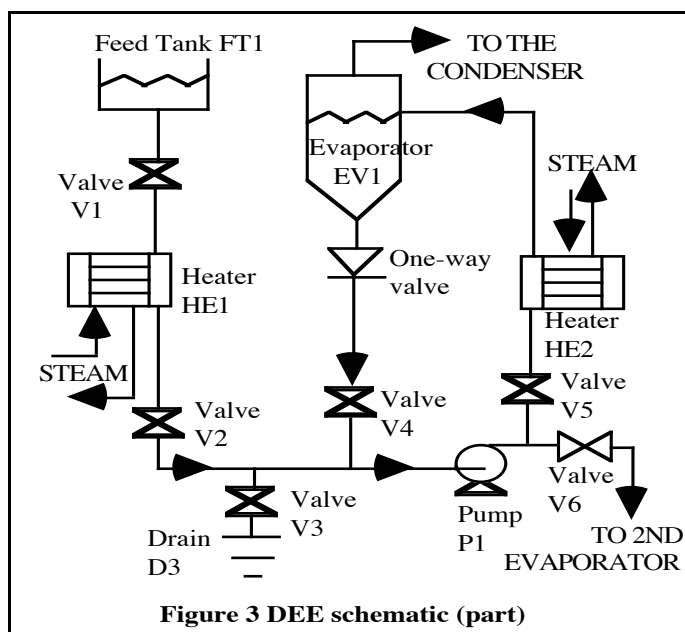 Feed Tank FT1
TO THE
CONDENSER
Evaporator
EV1
STEAM
Valve
V1
Heater
HE1
One-way
valve
Heater
HE2
STEAM
Valve
V2
Valve
V4
Valve
V5
Valve
V3
Drain
D3
Pump
P1
Valve
V6
TO 2ND
EVAPORATOR
Figure 3 DEE schematic (part)